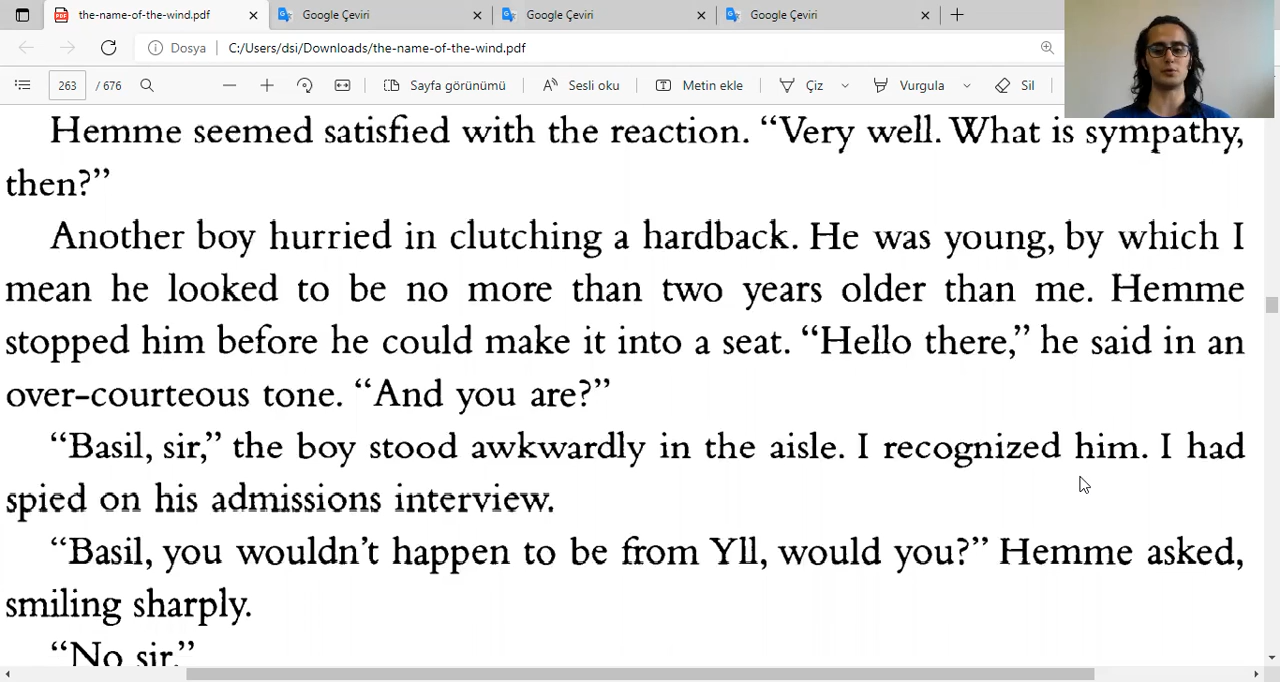 the-name-of-the-wind.pdf
Google Çeviri
Google Çeviri
Google Çeviri
Dosya
C:/Users/dsi/Downloads/the-name-of-the-wind.pdf
263 / 676
Sayfa görünümü
Sesli oku
Metin ekle
Çiz
Vurgula
Sil
Hemme seemed satisfied with the reaction. “Very well. What is sympathy,
then?”
Another boy hurried in clutching a hardback. He was young, by which I
mean he looked to be no more than two years older than me. Hemme
stopped him before he could make it into a seat. “Hello there,” he said in an
over-courteous tone. “And you are?”
“Basil, sir,” the boy stood awkwardly in the aisle. I recognized him. I had
spied on his admissions interview.
“Basil, you wouldn’t happen to be from Yll, would you?” Hemme asked,
smiling sharply.
“No sir.”